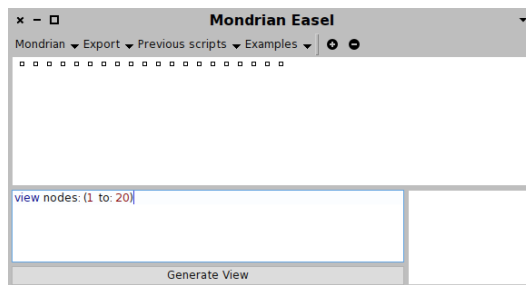 Mondrian Easel
Mondrian Export Previous scripts Examples
view nodes: (1 to: 20)
Generate View